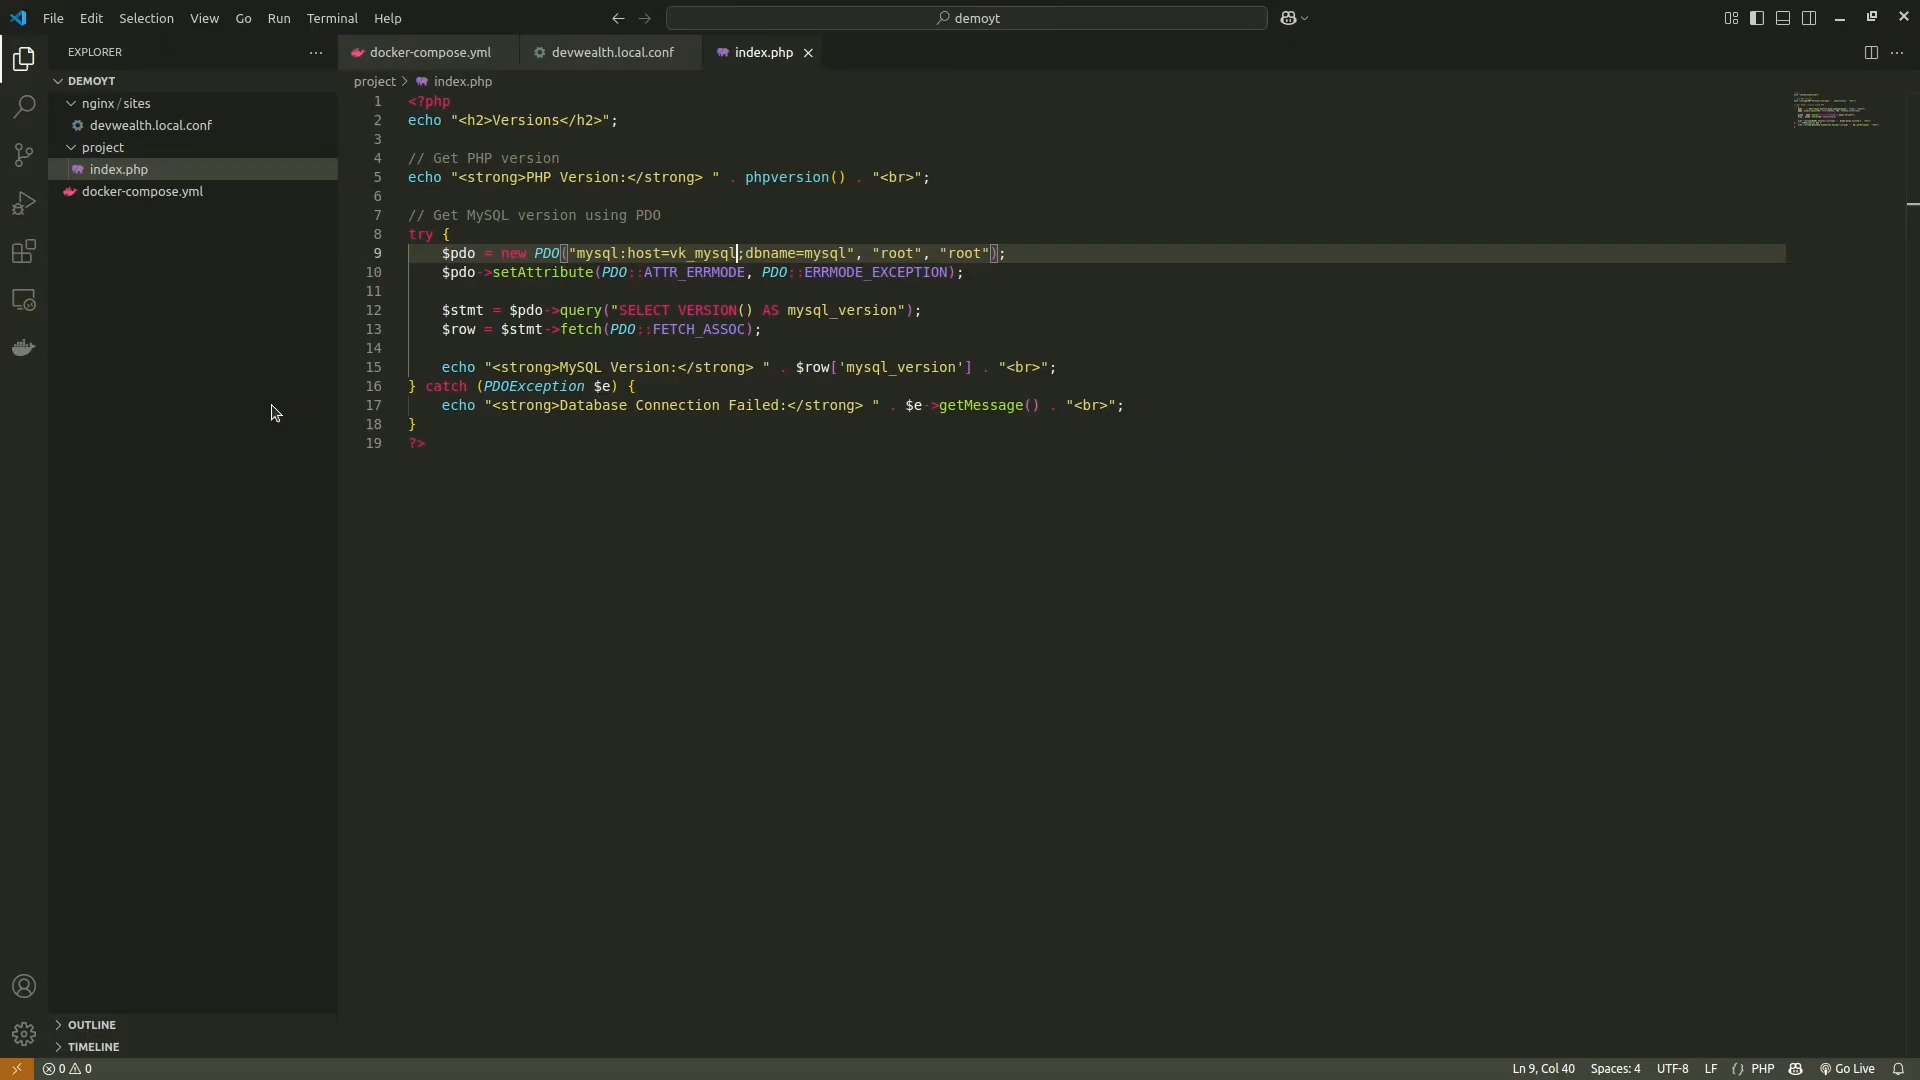 File Edit Selection View Go Run Terminal Help
demoyt
EXPLORER
docker-compose.yml
devwealth.local.conf
index.php
DEMOYT
nginx/sites
devwealth.local.conf
project
index.php
docker-compose.yml
project > index.php
1 <?php
2 echo "<h2>Versions</h2>";
3
4 // Get PHP version
5 echo "<strong>PHP Version:</strong> " . phpversion() . "<br>";
6
7 // Get MySQL version using PDO
8 try {
9 $pdo = new PDO("mysql:host=vk_mysql;dbname=mysql", "root", "root");
10 $pdo->setAttribute(PDO::ATTR_ERRMODE, PDO::ERRMODE_EXCEPTION);
11
12 $stmt = $pdo->query("SELECT VERSION() AS mysql_version");
13 $row = $stmt->fetch(PDO::FETCH_ASSOC);
14
15 echo "<strong>MySQL Version:</strong> " . $row['mysql_version'] . "<br>";
16 } catch (PDOException $e) {
17 echo "<strong>Database Connection Failed:</strong> " . $e->getMessage() . "<br>";
18 }
19 ?>
OUTLINE
TIMELINE
0 0
Ln 9, Col 40 Spaces: 4 UTF-8 LF {} PHP Go Live